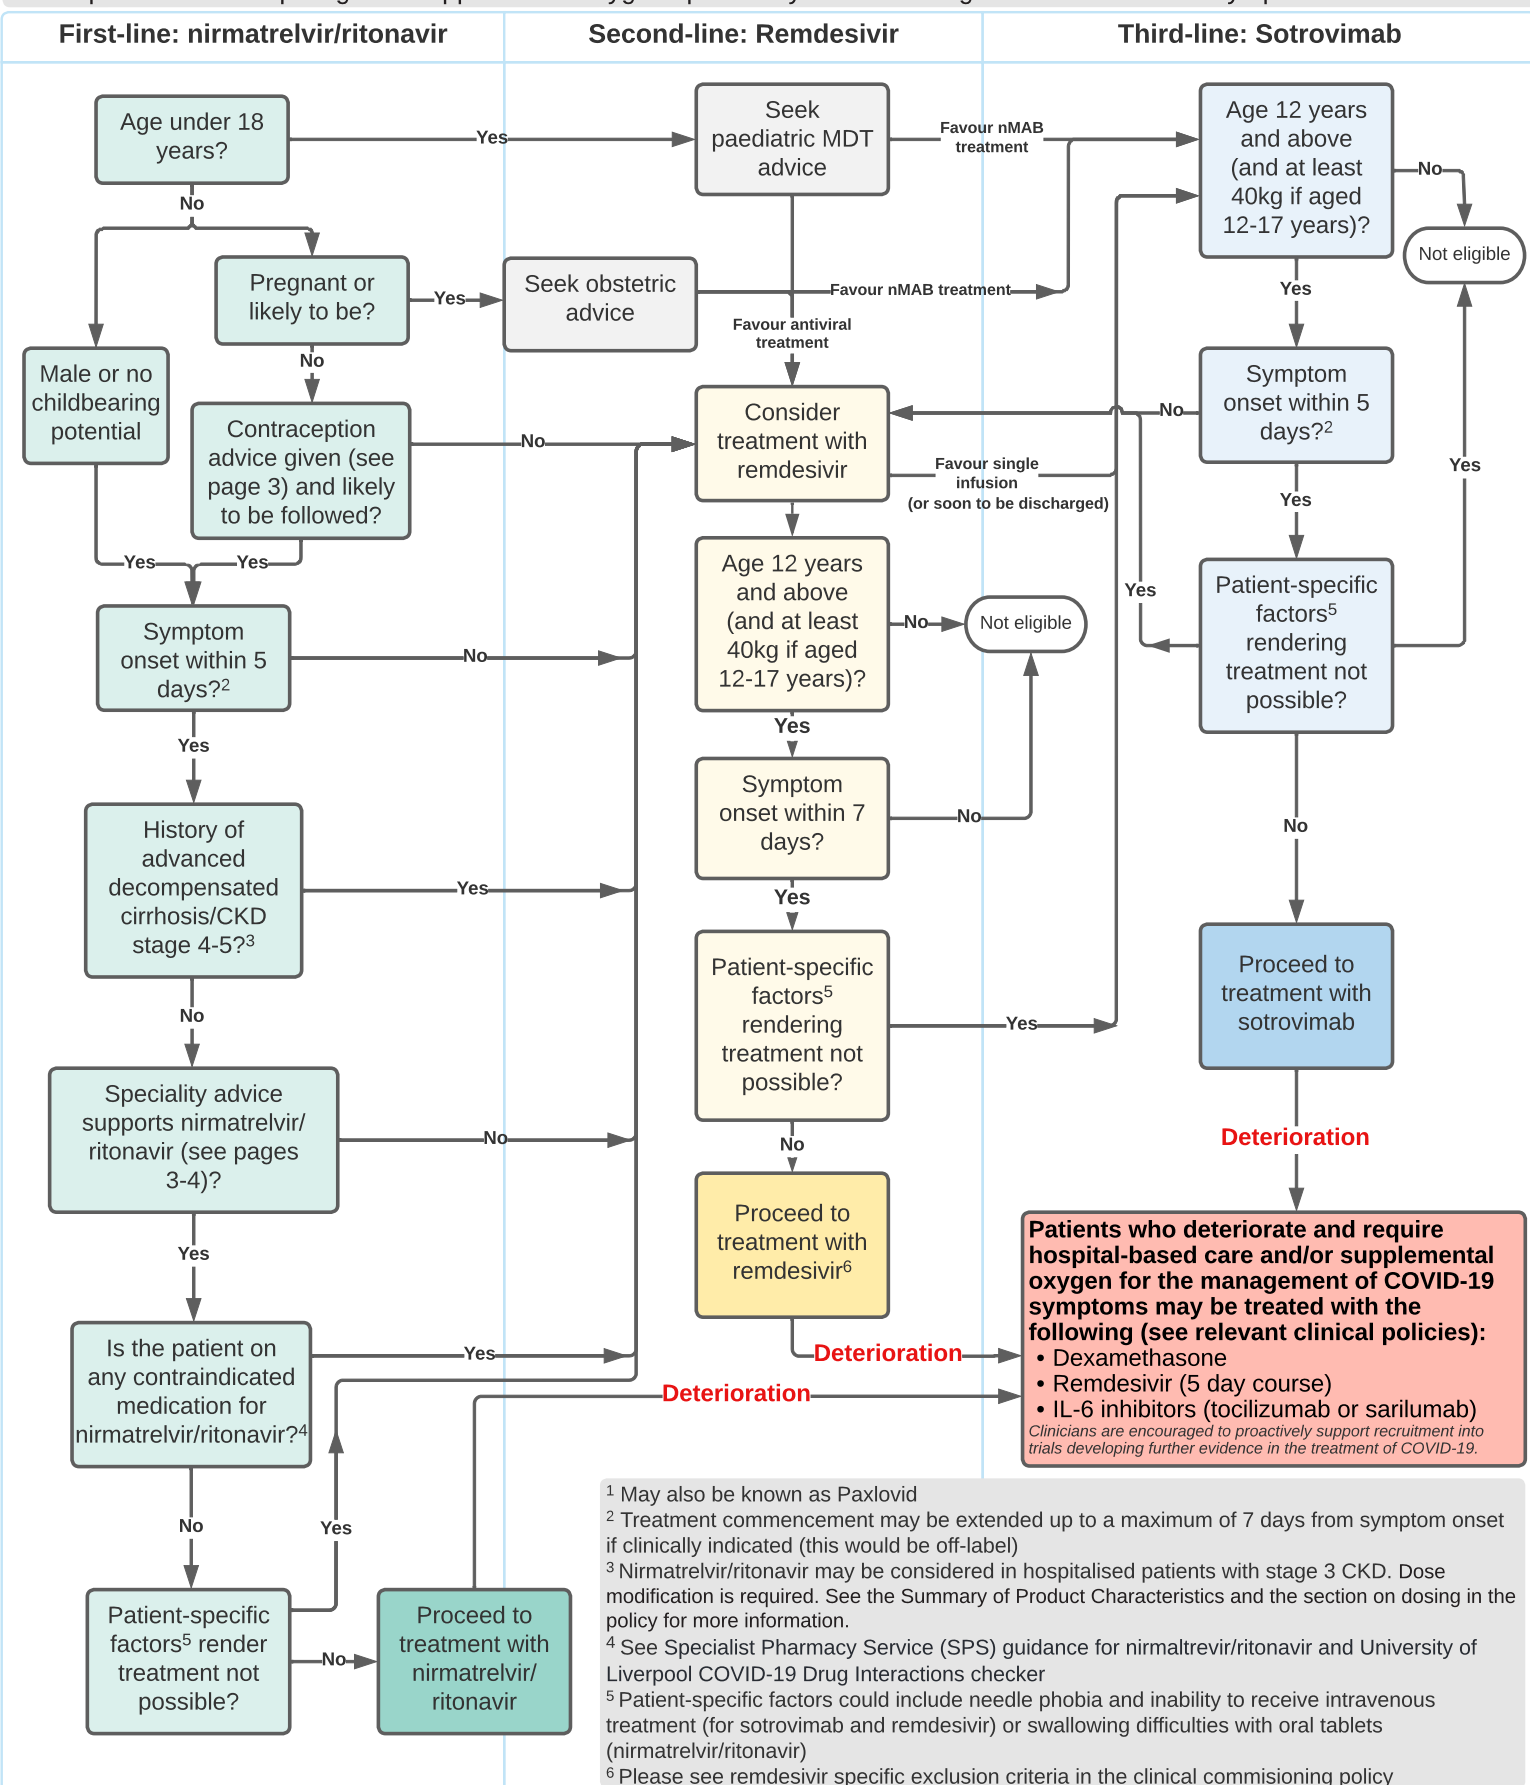 First-line: nirmatrelvir/ritonavir
Second-line: Remdesivir
Third-line: Sotrovimab
Age under 18
years?
Yes
No
Pregnant or
likely to be?
Yes
No
Male or no
childbearing
potential
Contraception
advice given (see
page 3) and likely
to be followed?
No
Yes
Yes
Symptom
onset within 5
days?2
No
Yes
History of
advanced
decompensated
cirrhosis/CKD
stage 4-5?3
Yes
No
Speciality advice
supports nirmatrelvir/
ritonavir (see pages
3-4)?
No
Yes
Is the patient on
any contraindicated
medication for
nirmatrelvir/ritonavir?4
Yes
No
Yes
Patient-specific
factors5 render
treatment not
possible?
No
Proceed to
treatment with
nirmatrelvir/
ritonavir
Deterioration
Seek
paediatric MDT
advice
Favour nMAB
treatment
Seek obstetric
advice
Favour nMAB treatment
Favour antiviral
treatment
Consider
treatment with
remdesivir
Favour single
infusion
(or soon to be discharged)
Age 12 years
and above
(and at least
40kg if aged
12-17 years)?
No
Not eligible
Yes
Symptom
onset within 7
days?
No
Yes
Patient-specific
factors5
rendering
treatment not
possible?
Yes
No
Proceed to
treatment with
remdesivir6
Deterioration
Age 12 years
and above
(and at least
40kg if aged
12-17 years)?
No
Not eligible
Yes
Symptom
onset within 5
days?2
No
Yes
Yes
Patient-specific
factors5
rendering
treatment not
possible?
Yes
No
Proceed to
treatment with
sotrovimab
Deterioration
Patients who deteriorate and require
hospital-based care and/or supplemental
oxygen for the management of COVID-19
symptoms may be treated with the
following (see relevant clinical policies):
• Dexamethasone
• Remdesivir (5 day course)
• IL-6 inhibitors (tocilizumab or sarilumab)
Clinicians are encouraged to proactively support recruitment into
trials developing further evidence in the treatment of COVID-19.
1 May also be known as Paxlovid
2 Treatment commencement may be extended up to a maximum of 7 days from symptom onset
if clinically indicated (this would be off-label)
3 Nirmatrelvir/ritonavir may be considered in hospitalised patients with stage 3 CKD. Dose
modification is required. See the Summary of Product Characteristics and the section on dosing in the
policy for more information.
4 See Specialist Pharmacy Service (SPS) guidance for nirmaltrevir/ritonavir and University of
Liverpool COVID-19 Drug Interactions checker
5 Patient-specific factors could include needle phobia and inability to receive intravenous
treatment (for sotrovimab and remdesivir) or swallowing difficulties with oral tablets
(nirmatrelvir/ritonavir)
6 Please see remdesivir specific exclusion criteria in the clinical commisioning policy